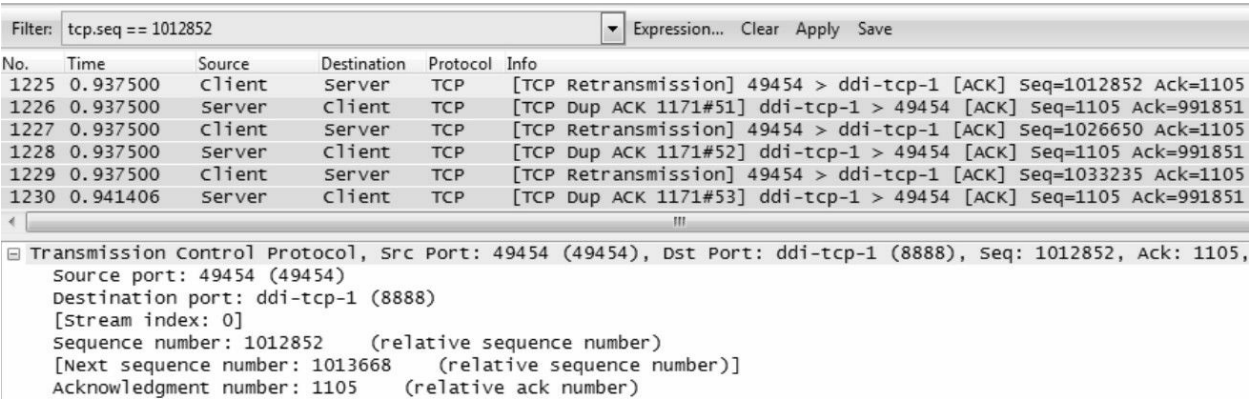 Filter: tcp.seq == 1012852 Expression... Clear Apply Save
No. Time Source Destination Protocol Info
1225 0.937500 Client Server TCP [TCP Retransmission] 49454 > ddi-tcp-1 [ACK] Seq=1012852 Ack=1105
1226 0.937500 Server Client TCP [TCP Dup ACK 1171#51] ddi-tcp-1 > 49454 [ACK] Seq=1105 Ack=991851
1227 0.937500 Client Server TCP [TCP Retransmission] 49454 > ddi-tcp-1 [ACK] Seq=1026650 Ack=1105
1228 0.937500 Server Client TCP [TCP Dup ACK 1171#52] ddi-tcp-1 > 49454 [ACK] Seq=1105 Ack=991851
1229 0.937500 Client Server TCP [TCP Retransmission] 49454 > ddi-tcp-1 [ACK] Seq=1033235 Ack=1105
1230 0.941406 Server Client TCP [TCP Dup ACK 1171#53] ddi-tcp-1 > 49454 [ACK] Seq=1105 Ack=991851
Transmission Control Protocol, Src Port: 49454 (49454), Dst Port: ddi-tcp-1 (8888), Seq: 1012852, Ack: 1105,
Source port: 49454 (49454)
Destination port: ddi-tcp-1 (8888)
[Stream index: 0]
Sequence number: 1012852 (relative sequence number)
[Next sequence number: 1013668 (relative sequence number)]
Acknowledgment number: 1105 (relative ack number)